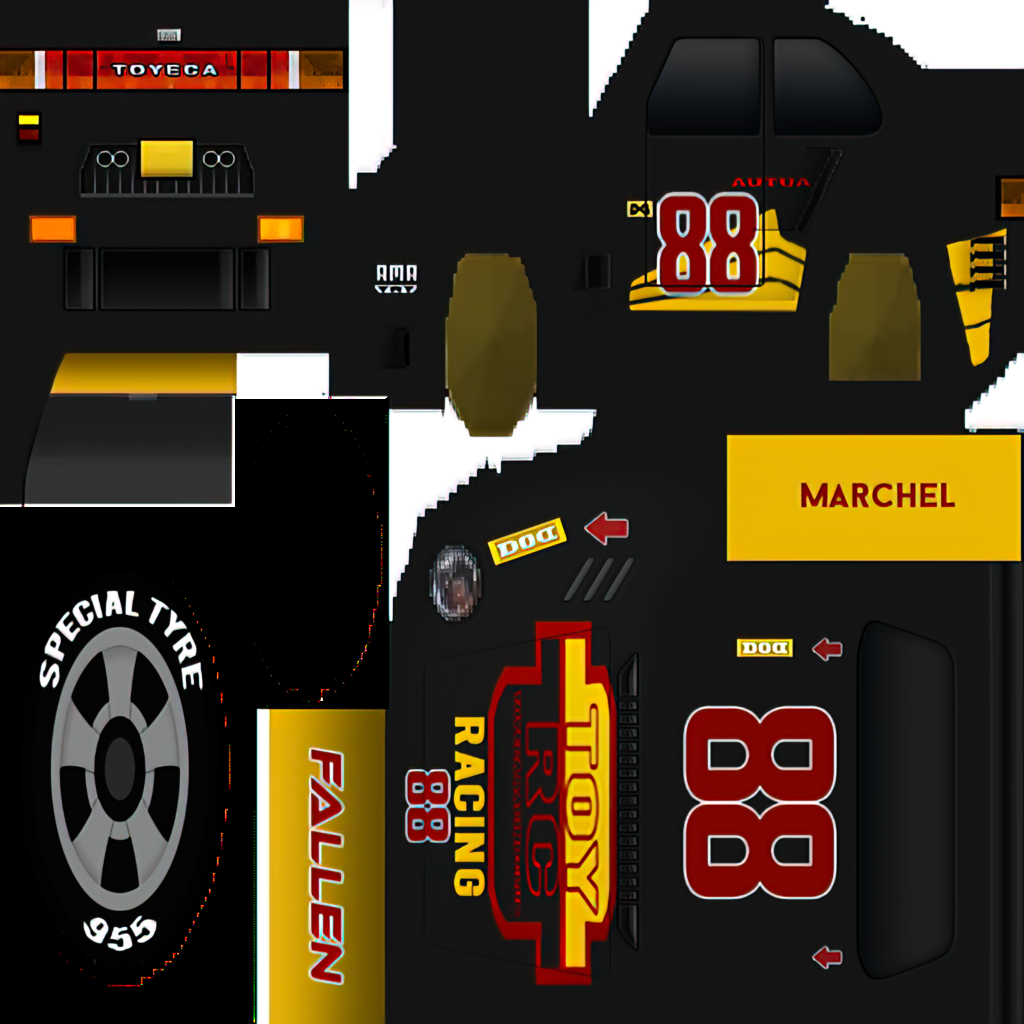 TOYECA
AUTUA
88
AMA
MARCHEL
DOD
DOD
SPECIAL TYRE
955
FALLEN
88
RACING
RC
TOY
88